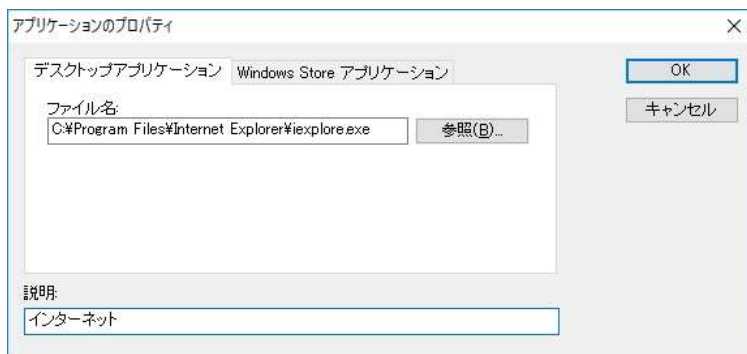 アプリケーションのプロパティ
デスクトップアプリケーション
Windows Store アプリケーション
OK
キャンセル
ファイル名:
C:¥Program Files¥Internet Explorer¥iexplore.exe
参照(B)...
説明:
インターネット